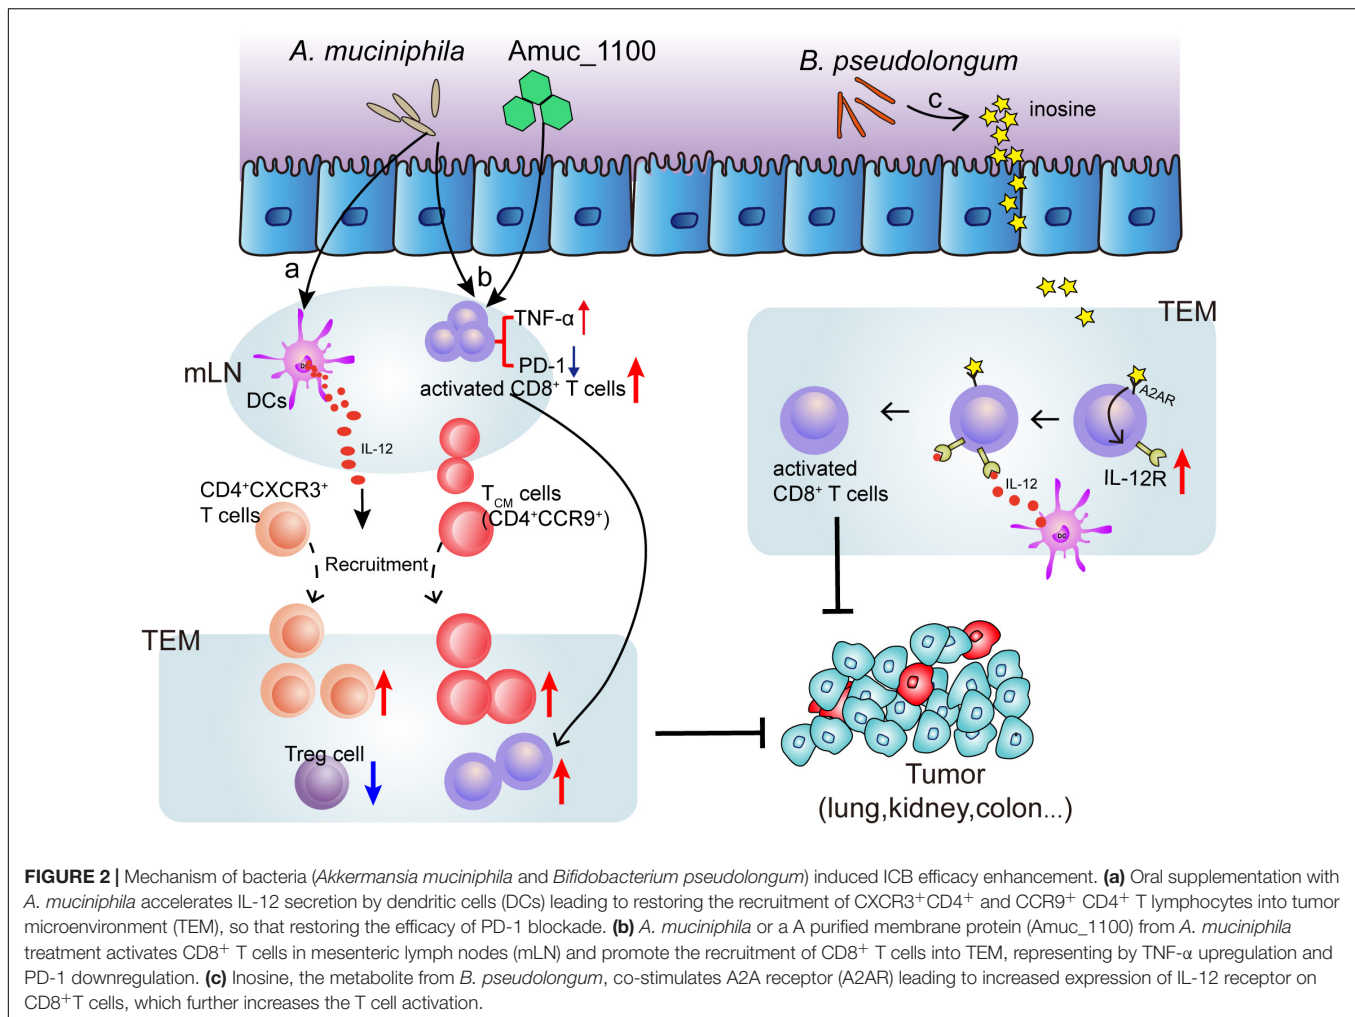 A. muciniphila
Amuc_1100
B. pseudolongum
c
inosine
a
b
mLN
DC
DCs
IL-12
TNF-α
PD-1
activated CD8⁺ T cells
CD4⁺CXCR3⁺
T cells
T_CM cells
(CD4⁺CCR9⁺)
Recruitment
TEM
Treg cell
TEM
A2AR
IL-12R
IL-12
DC
activated
CD8⁺ T cells
Tumor
(lung,kidney,colon...)
FIGURE 2 | Mechanism of bacteria (Akkermansia muciniphila and Bifidobacterium pseudolongum) induced ICB efficacy enhancement. (a) Oral supplementation with
A. muciniphila accelerates IL-12 secretion by dendritic cells (DCs) leading to restoring the recruitment of CXCR3⁺CD4⁺ and CCR9⁺ CD4⁺ T lymphocytes into tumor
microenvironment (TEM), so that restoring the efficacy of PD-1 blockade. (b) A. muciniphila or a A purified membrane protein (Amuc_1100) from A. muciniphila
treatment activates CD8⁺ T cells in mesenteric lymph nodes (mLN) and promote the recruitment of CD8⁺ T cells into TEM, representing by TNF-α upregulation and
PD-1 downregulation. (c) Inosine, the metabolite from B. pseudolongum, co-stimulates A2A receptor (A2AR) leading to increased expression of IL-12 receptor on
CD8⁺T cells, which further increases the T cell activation.